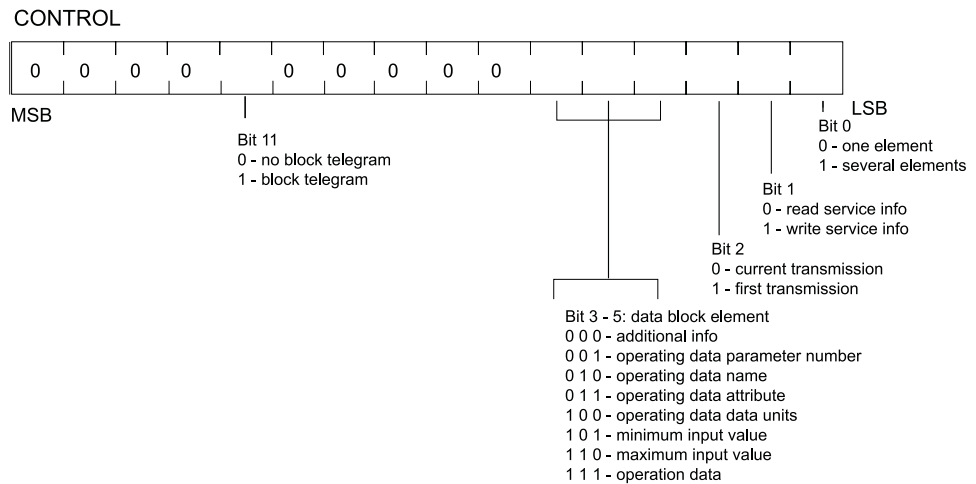 CONTROL
0 0 0 0 0 0 0 0 0
MSB
LSB
Bit 0
0 - one element
1 - several elements
Bit 11
0 - no block telegram
1 - block telegram
Bit 1
0 - read service info
1 - write service info
Bit 2
0 - current transmission
1 - first transmission
Bit 3 - 5: data block element
0 0 0 - additional info
0 0 1 - operating data parameter number
0 1 0 - operating data name
0 1 1 - operating data attribute
1 0 0 - operating data data units
1 0 1 - minimum input value
1 1 0 - maximum input value
1 1 1 - operation data